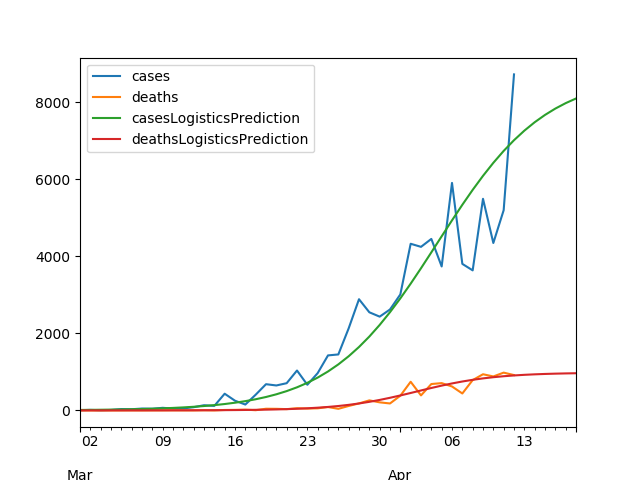 cases
deaths
casesLogisticsPrediction
deathsLogisticsPrediction
8000
6000
4000
2000
0
02 09 16 23 30 06 13
Mar Apr